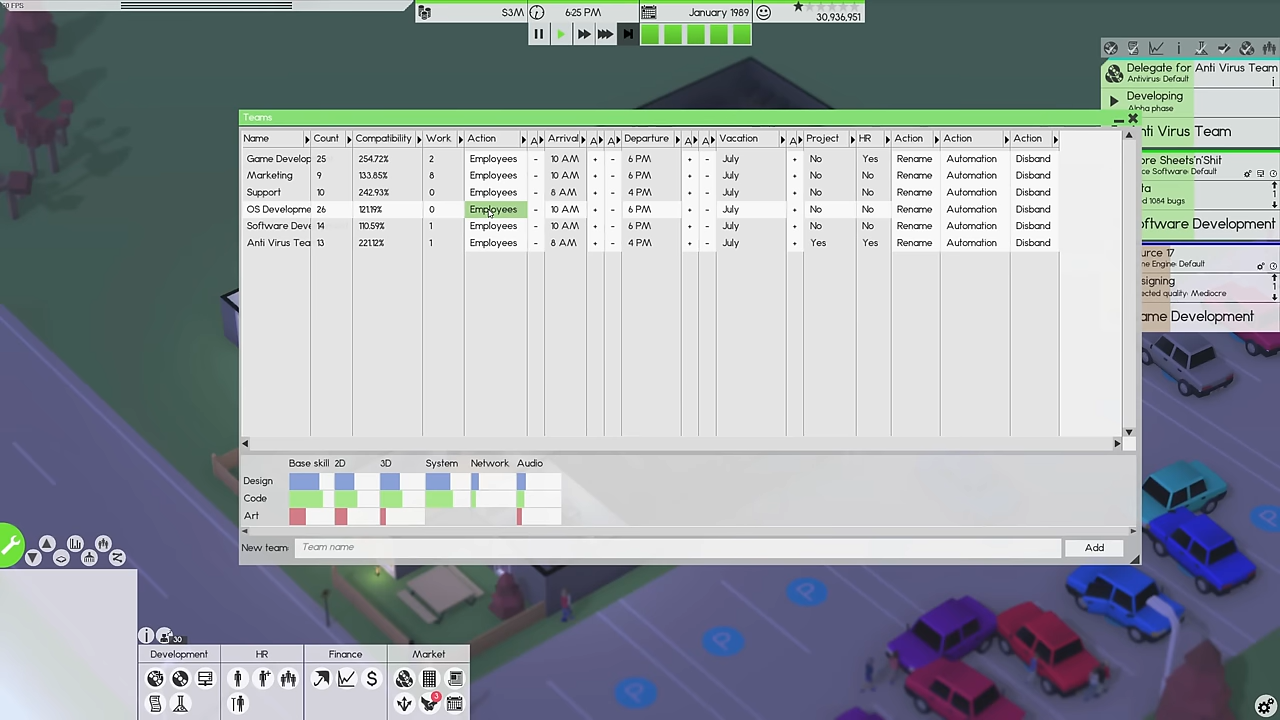 FPS
$3M
6:25 PM
January 1989
30,936,951
Delegate for Anti Virus Team
Antivirus: Default
Developing
Alpha phase
nti Virus Team
ore Sheets'n'Shit
ce Software: Default
ta
d 1084 bugs
oftware Development
urce 17
ne Engine: Default
signing
ected quality: Mediocre
ame Development
Teams
Name Count Compatibility Work Action A Arrival A A Departure A A Vacation A Project HR Action Action Action
Game Develop 25 254.72% 2 Employees - 10 AM + - 6 PM + - July + No Yes Rename Automation Disband
Marketing 9 133.85% 8 Employees - 10 AM + - 6 PM + - July + No No Rename Automation Disband
Support 10 242.93% 0 Employees - 8 AM + - 4 PM + - July + No No Rename Automation Disband
OS Developme 26 121.19% 0 Employees - 10 AM + - 6 PM + - July + No No Rename Automation Disband
Software Deve 14 110.59% 1 Employees - 10 AM + - 6 PM + - July + No No Rename Automation Disband
Anti Virus Tea 13 221.12% 1 Employees - 8 AM + - 4 PM + - July + Yes Yes Rename Automation Disband
Base skill 2D 3D System Network Audio
Design
Code
Art
New team Team name Add
30
Development HR Finance Market
3